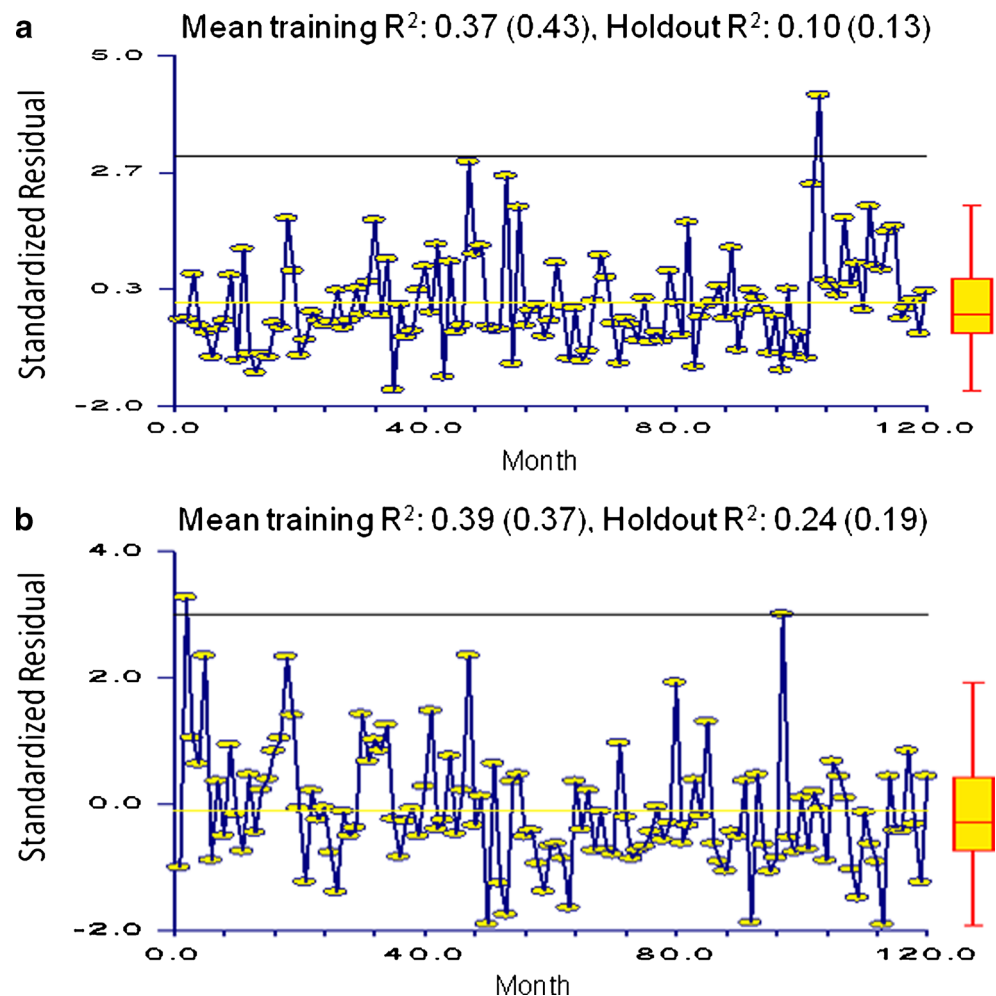 a
Mean training R²: 0.37 (0.43), Holdout R²: 0.10 (0.13)
Standardized Residual
5.0
2.7
0.3
-2.0
0.0 40.0 80.0 120.0
Month
b
Mean training R²: 0.39 (0.37), Holdout R²: 0.24 (0.19)
Standardized Residual
4.0
2.0
0.0
-2.0
0.0 40.0 80.0 120.0
Month